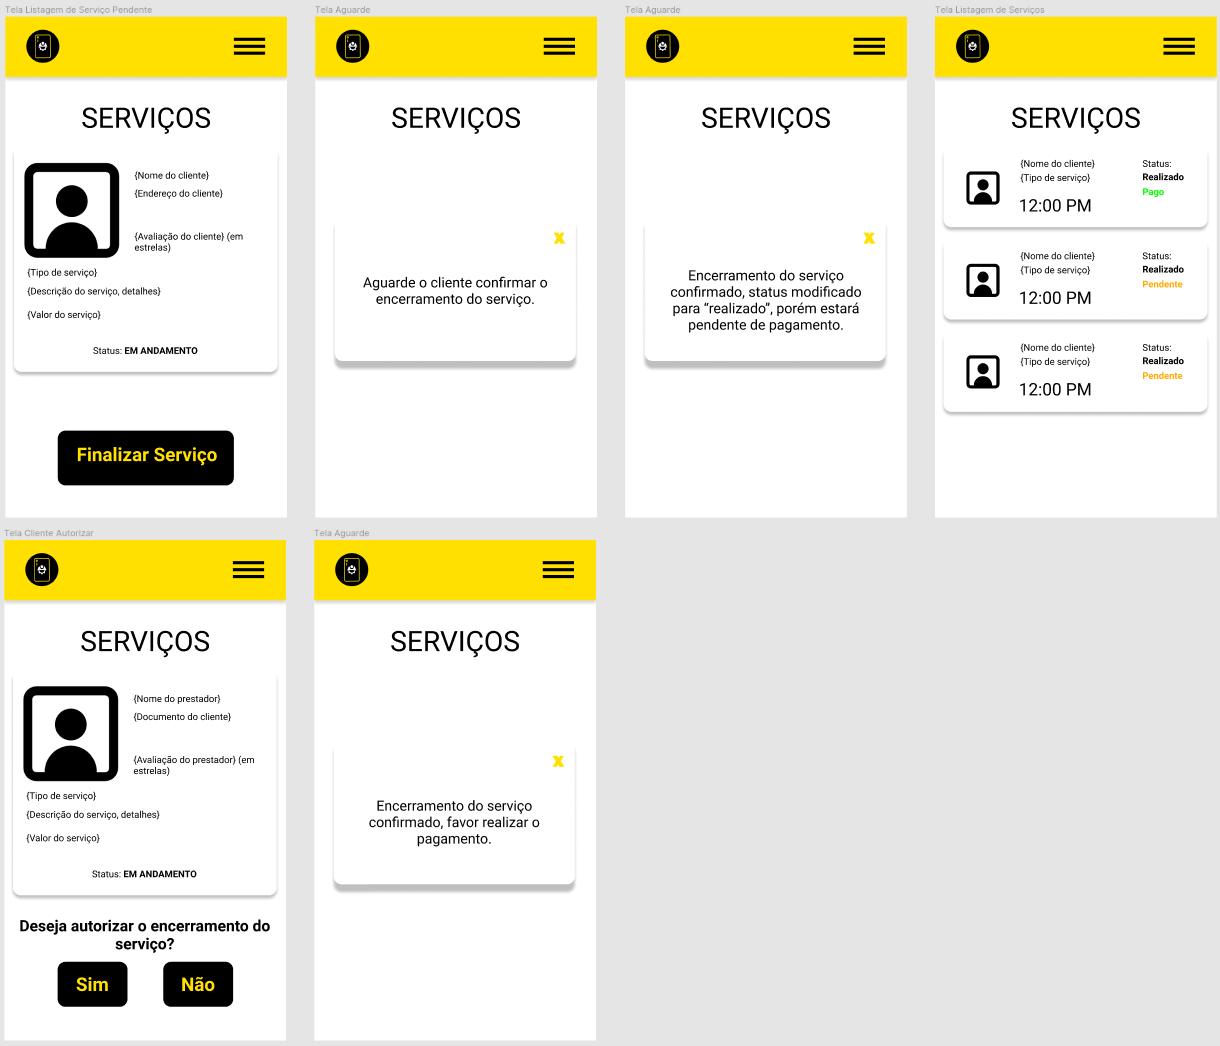 Tela Listagem de Serviço Pendente
SERVIÇOS
{Nome do cliente}
{Endereço do cliente}
{Avaliação do cliente} (em
estrelas)
{Tipo de serviço}
{Descrição do serviço, detalhes}
{Valor do serviço}
Status: EM ANDAMENTO
Finalizar Serviço
Tela Aguarde
SERVIÇOS
X
Aguarde o cliente confirmar o
encerramento do serviço.
Tela Aguarde
SERVIÇOS
X
Encerramento do serviço
confirmado, status modificado
para “realizado”, porém estará
pendente de pagamento.
Tela Listagem de Serviços
SERVIÇOS
{Nome do cliente}
{Tipo de serviço}
12:00 PM
Status:
Realizado
Pago
{Nome do cliente}
{Tipo de serviço}
12:00 PM
Status:
Realizado
Pendente
{Nome do cliente}
{Tipo de serviço}
12:00 PM
Status:
Realizado
Pendente
Tela Cliente Autorizar
SERVIÇOS
{Nome do prestador}
{Documento do cliente}
{Avaliação do prestador} (em
estrelas)
{Tipo de serviço}
{Descrição do serviço, detalhes}
{Valor do serviço}
Status: EM ANDAMENTO
Deseja autorizar o encerramento do
serviço?
Sim
Não
Tela Aguarde
SERVIÇOS
X
Encerramento do serviço
confirmado, favor realizar o
pagamento.